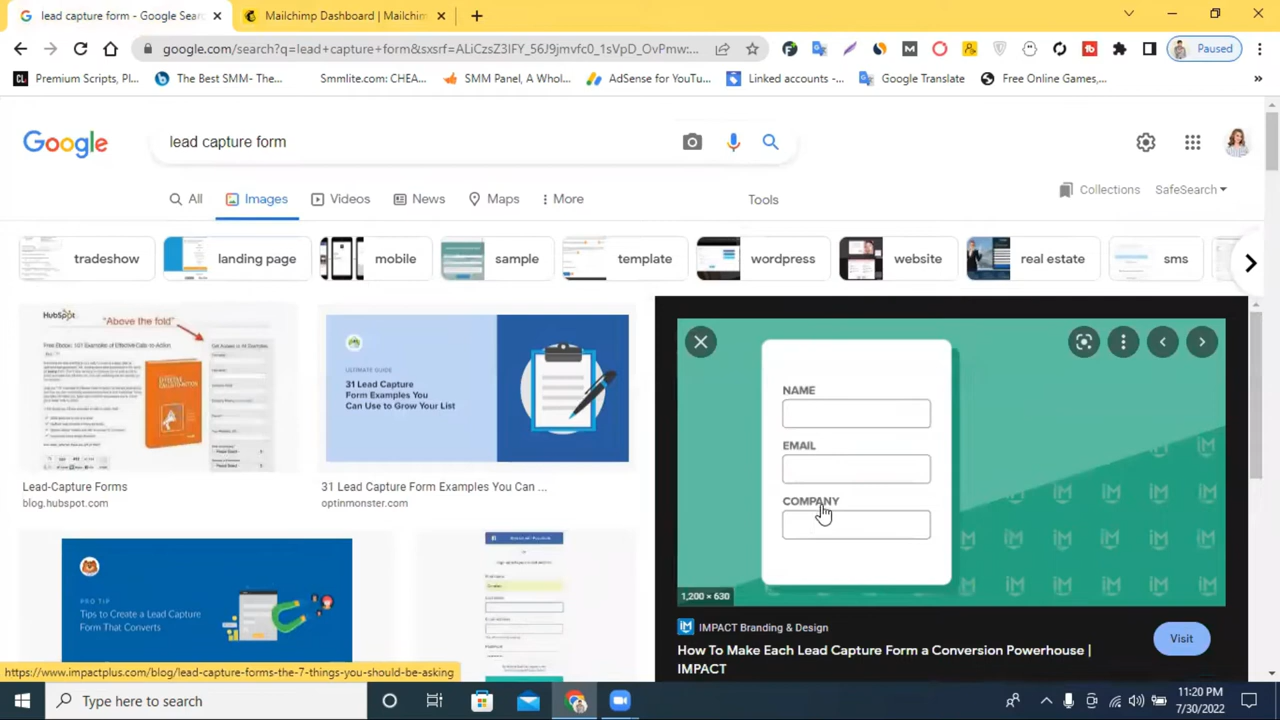 lead capture form - Google Sear
Mailchimp Dashboard | Mailchim
google.com/search?q=lead+capture+form&sxsrf=ALiCzsZ3IFY_56J9jmvfc0_1sVpD_OvPmw:...
Paused
Premium Scripts, Pl...
The Best SMM- The...
Smmlite.com: CHEA...
SMM Panel, A Whol...
AdSense for YouTu...
Linked accounts -...
Google Translate
Free Online Games,...
»
Google
lead capture form
All
Images
Videos
News
Maps
More
Tools
Collections
SafeSearch
tradeshow
landing page
mobile
sample
template
wordpress
website
real estate
sms
HubSpot
"Above the fold"
EFFECTIVE
Lead-Capture Forms
blog.hubspot.com
ULTIMATE GUIDE
31 Lead Capture
Form Examples You
Can Use to Grow Your List
31 Lead Capture Form Examples You Can ...
optinmonster.com
PRO TIP
Tips to Create a Lead Capture
Form That Converts
NAME
EMAIL
COMPANY
1,200 × 630
IMPACT Branding & Design
How To Make Each Lead Capture Form a Conversion Powerhouse |
IMPACT
Visit
https://www.impactplus.com/blog/lead-capture-forms-the-7-things-you-should-be-asking
Type here to search
11:20 PM
7/30/2022